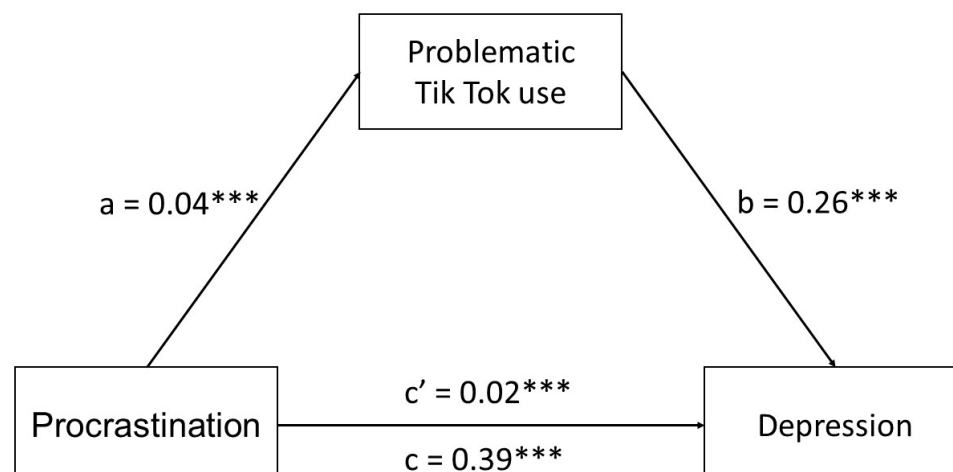 Problematic
Tik Tok use
a = 0.04***
b = 0.26***
c’ = 0.02***
Procrastination
Depression
c = 0.39***